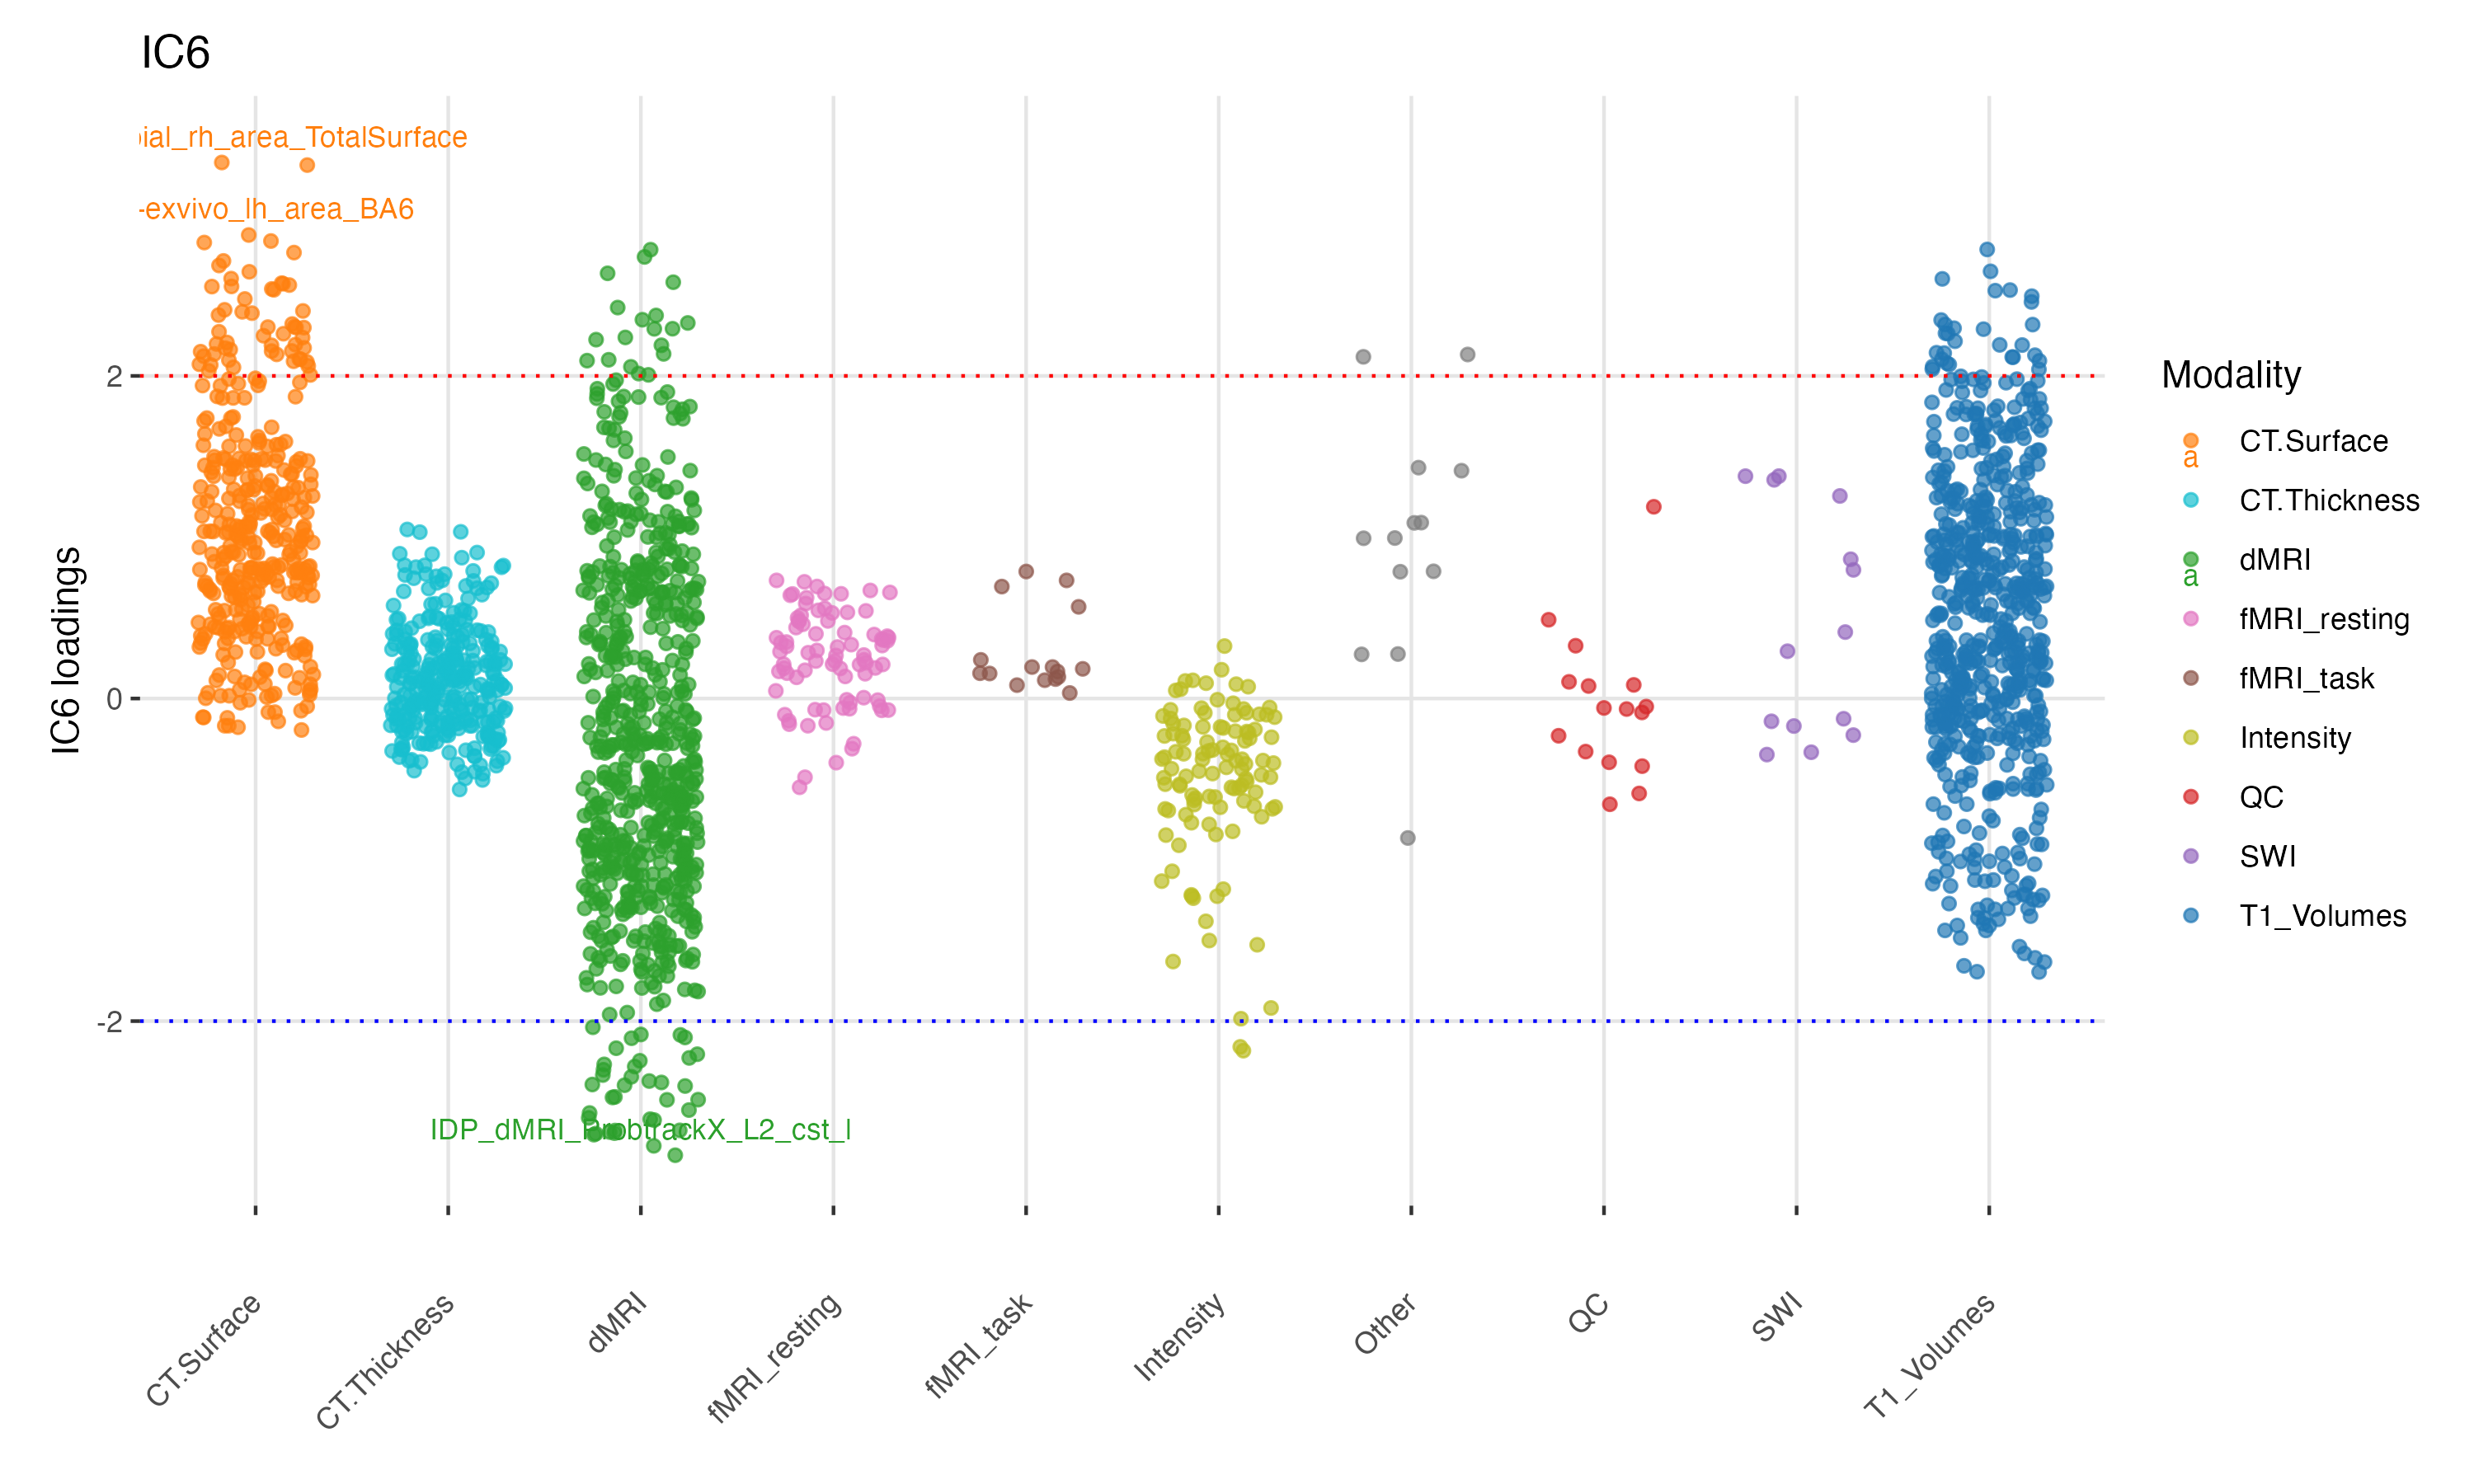 IC6
ial_rh_area_TotalSurface
-exvivo_lh_area_BA6
IDP_dMRI_ProbtrackX_L2_cst_l
2
0
-2
IC6 loadings
CT.Surface
CT.Thickness
dMRI
fMRI_resting
fMRI_task
Intensity
Other
QC
SWI
T1_Volumes
Modality
a CT.Surface
CT.Thickness
a dMRI
fMRI_resting
fMRI_task
Intensity
QC
SWI
T1_Volumes